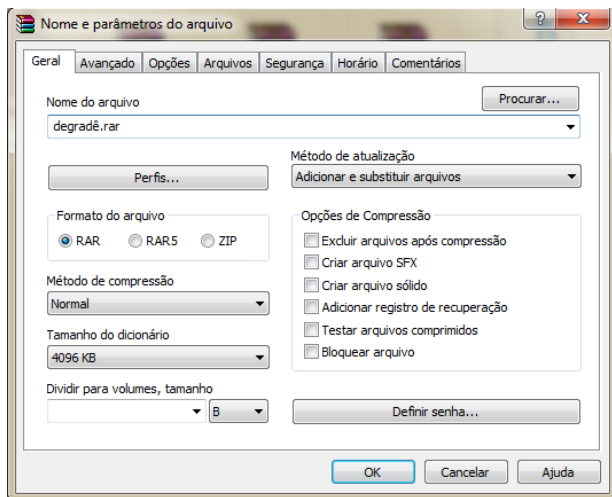 Nome e parâmetros do arquivo
Geral Avançado Opções Arquivos Segurança Horário Comentários
Nome do arquivo
Procurar...
degradê.rar
Método de atualização
Perfis...
Adicionar e substituir arquivos
Formato do arquivo
RAR RAR5 ZIP
Opções de Compressão
Excluir arquivos após compressão
Criar arquivo SFX
Criar arquivo sólido
Adicionar registro de recuperação
Testar arquivos comprimidos
Bloquear arquivo
Método de compressão
Normal
Tamanho do dicionário
4096 KB
Dividir para volumes, tamanho
B
Definir senha...
OK Cancelar Ajuda